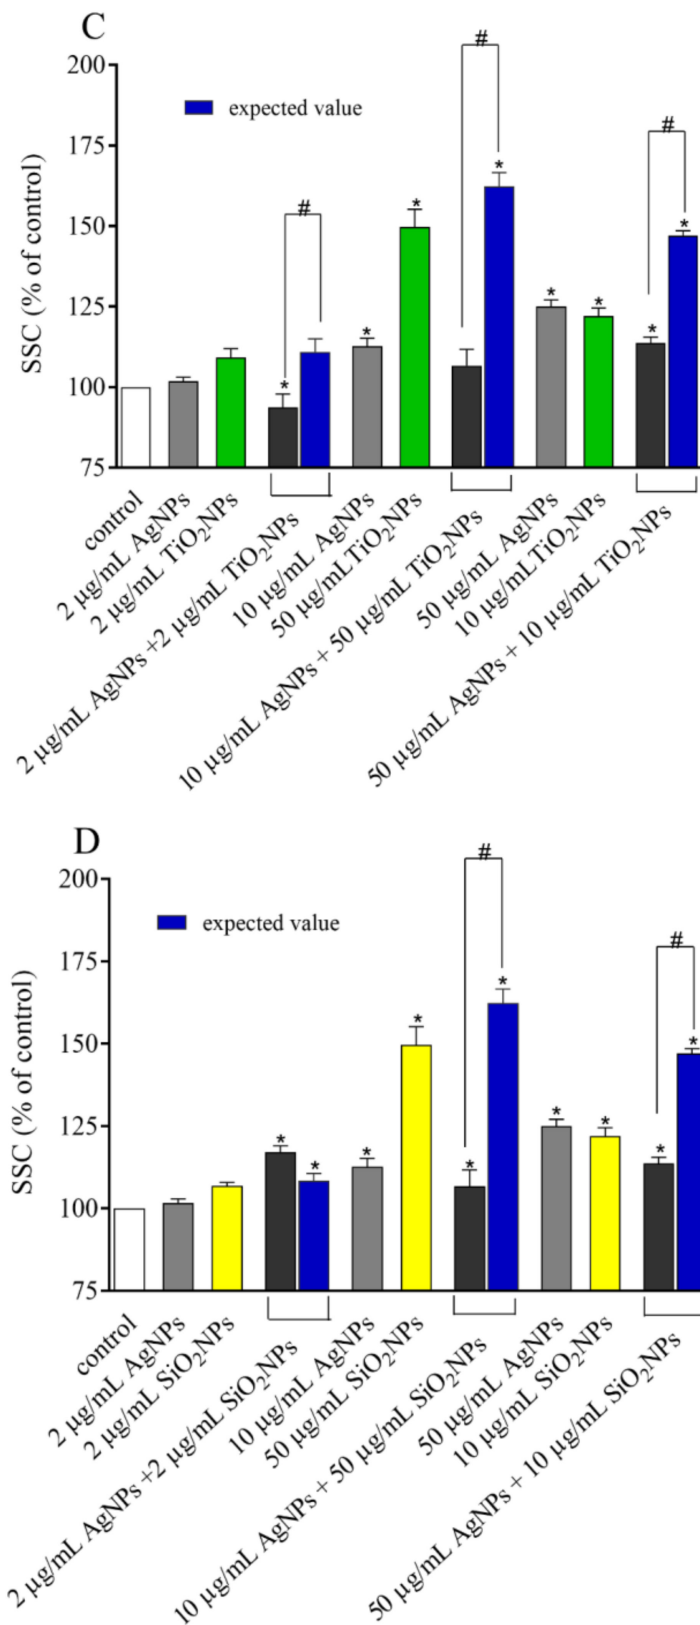 C
SSC (% of control)
200
175
150
125
100
75
expected value
#
#
#
*
*
*
*
*
*
*
*
control
2 µg/mL AgNPs
2 µg/mL TiO₂NPs
2 µg/mL AgNPs +2 µg/mL TiO₂NPs
10 µg/mL AgNPs
50 µg/mLTiO₂NPs
10 µg/mL AgNPs + 50 µg/mL TiO₂NPs
50 µg/mL AgNPs
10 µg/mLTiO₂NPs
50 µg/mL AgNPs + 10 µg/mL TiO₂NPs
D
SSC (% of control)
200
175
150
125
100
75
expected value
#
#
*
*
*
*
*
*
*
*
*
*
control
2 µg/mL AgNPs
2 µg/mL SiO₂NPs
2 µg/mL AgNPs +2 µg/mL SiO₂NPs
10 µg/mL AgNPs
50 µg/mL SiO₂NPs
10 µg/mL AgNPs + 50 µg/mL SiO₂NPs
50 µg/mL AgNPs
10 µg/mL SiO₂NPs
50 µg/mL AgNPs + 10 µg/mL SiO₂NPs